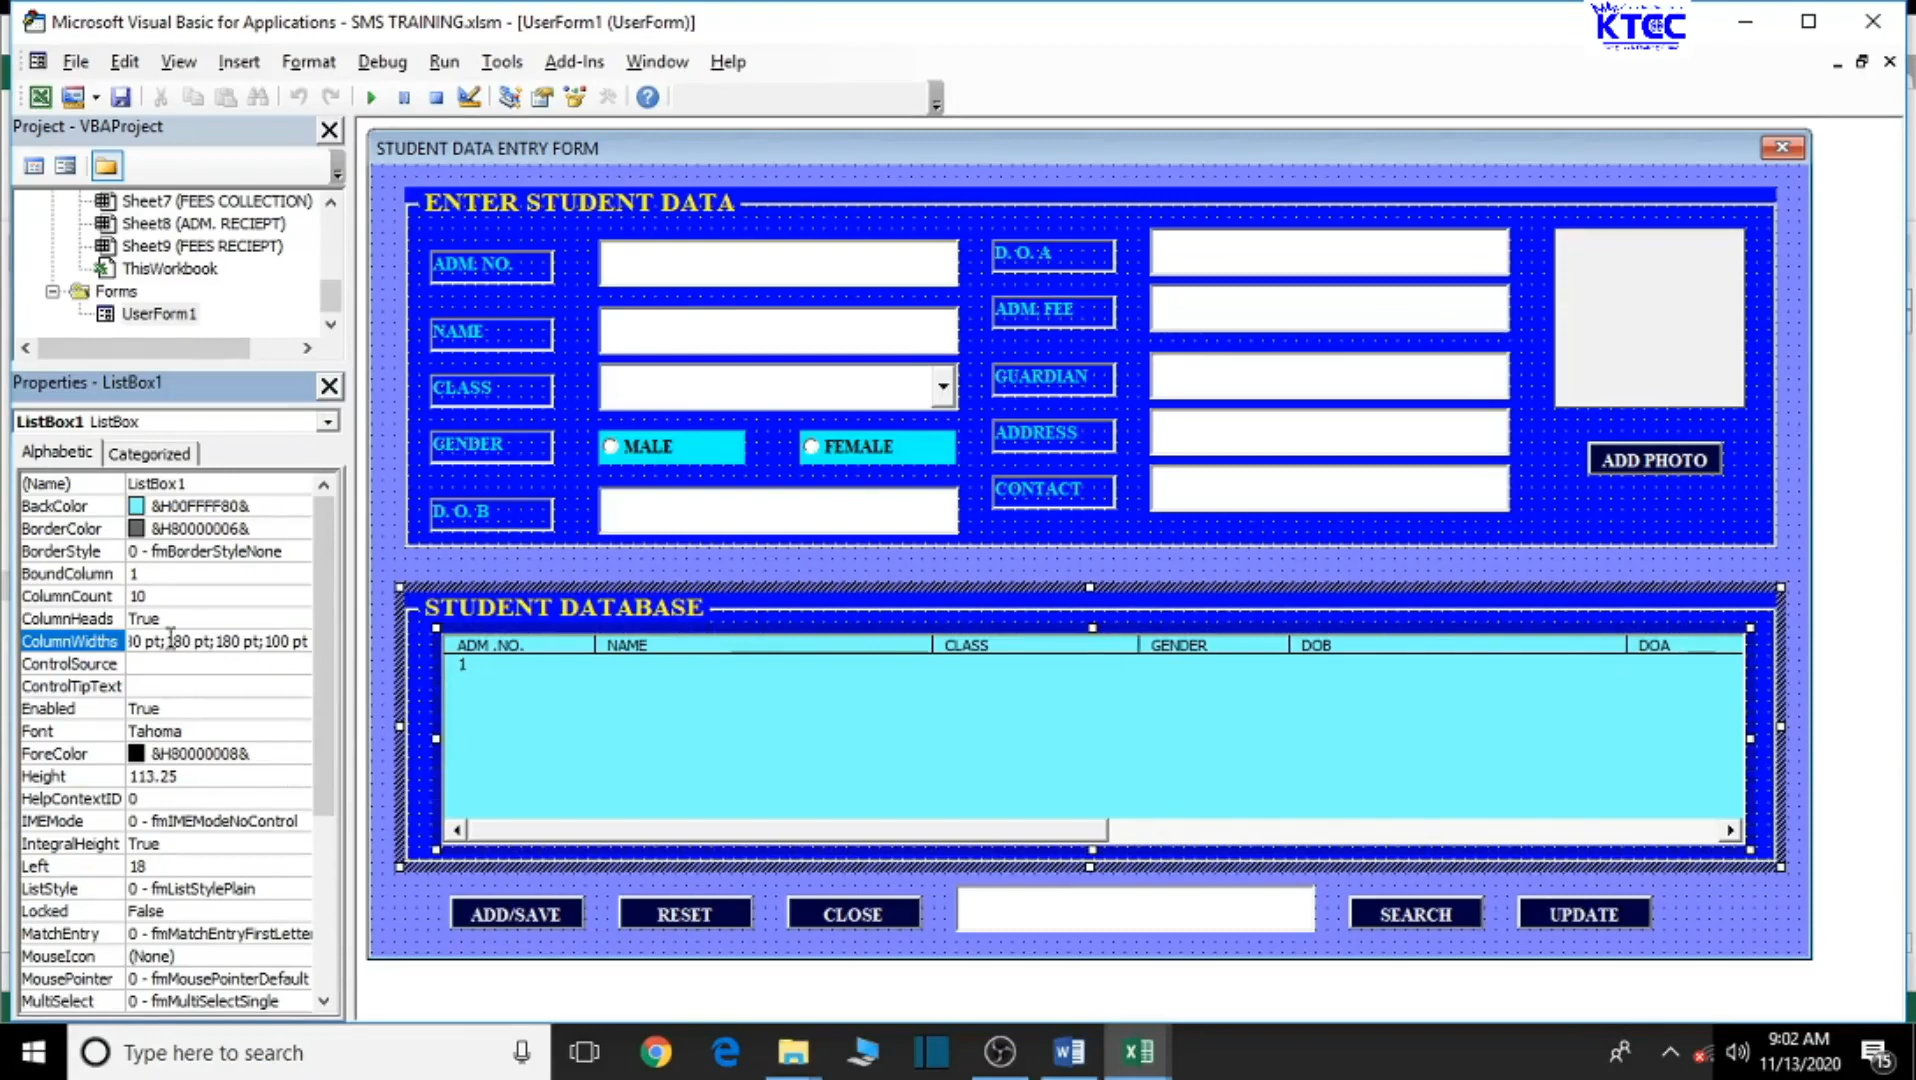 Microsoft Visual Basic for Applications - SMS TRAINING.xlsm - [UserForm1 (UserForm)]
KTCC
File Edit View Insert Format Debug Run Tools Add-Ins Window Help
Project - VBAProject
Sheet7 (FEES COLLECTION)
Sheet8 (ADM. RECIEPT)
Sheet9 (FEES RECIEPT)
ThisWorkbook
Forms
UserForm1
Properties - ListBox1
ListBox1 ListBox
Alphabetic Categorized
(Name) ListBox1
BackColor &H00FFFF80&
BorderColor &H80000006&
BorderStyle 0 - fmBorderStyleNone
BoundColumn 1
ColumnCount 10
ColumnHeads True
ColumnWidths 30 pt;180 pt;180 pt;100 pt
ControlSource
ControlTipText
Enabled True
Font Tahoma
ForeColor &H80000008&
Height 113.25
HelpContextID 0
IMEMode 0 - fmIMEModeNoControl
IntegralHeight True
Left 18
ListStyle 0 - fmListStylePlain
Locked False
MatchEntry 0 - fmMatchEntryFirstLetter
MouseIcon (None)
MousePointer 0 - fmMousePointerDefault
MultiSelect 0 - fmMultiSelectSingle
STUDENT DATA ENTRY FORM
ENTER STUDENT DATA
ADM: NO.
NAME
CLASS
GENDER
MALE FEMALE
D. O. B
D. O. A
ADM: FEE
GUARDIAN
ADDRESS
CONTACT
ADD PHOTO
STUDENT DATABASE
ADM .NO. NAME CLASS GENDER DOB DOA
1
ADD/SAVE RESET CLOSE SEARCH UPDATE
Type here to search
9:02 AM
11/13/2020
15